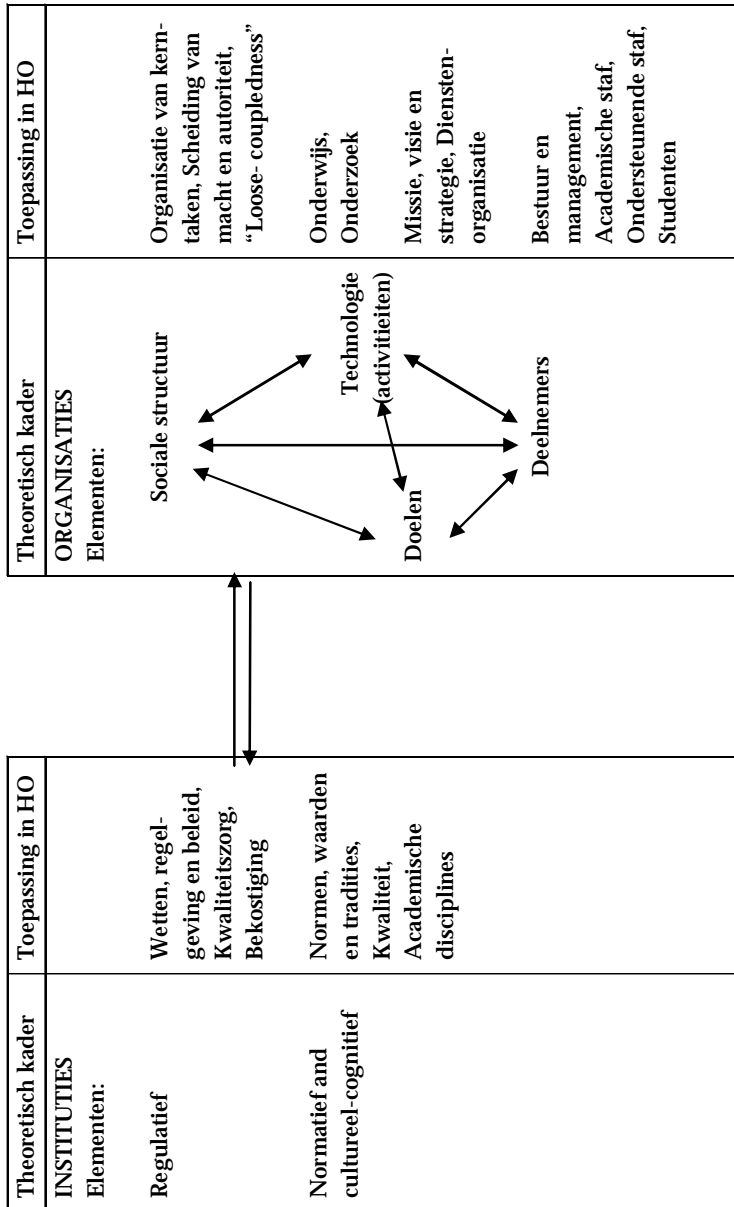 Theoretisch kader
Toepassing in HO
INSTITUTIES
Elementen:
Regulatief
Wetten, regel-
geving en beleid,
Kwaliteitszorg,
Bekostiging
Normatief and
cultureel-cognitief
Normen, waarden
en tradities,
Kwaliteit,
Academische
disciplines
Theoretisch kader
Toepassing in HO
ORGANISATIES
Elementen:
Sociale structuur
Doelen
Technologie
(activitieiten)
Deelnemers
Organisatie van kern-
taken, Scheiding van
macht en autoriteit,
“Loose- coupledness”
Onderwijs,
Onderzoek
Missie, visie en
strategie, Diensten-
organisatie
Bestuur en
management,
Academische staf,
Ondersteunende staf,
Studenten